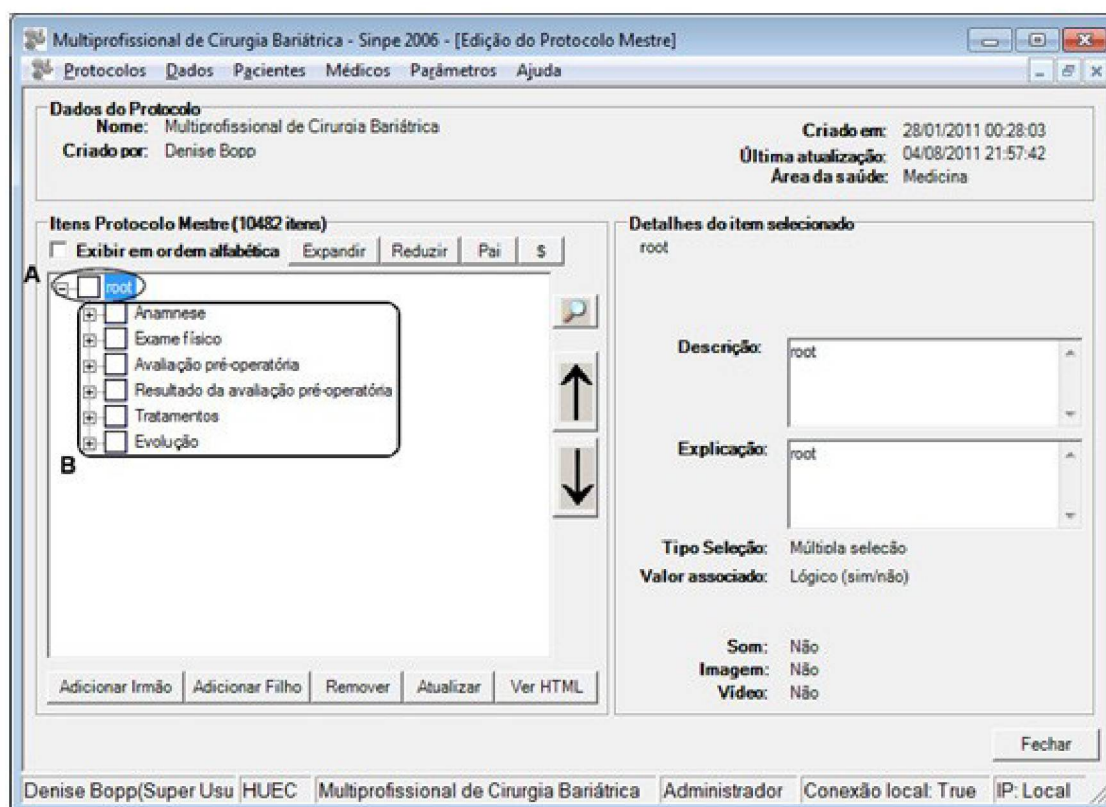 Multiprofissional de Cirurgia Bariátrica - Sinpe 2006 - [Edição do Protocolo Mestre]
Protocolos Dados Pacientes Médicos Parâmetros Ajuda
Dados do Protocolo
Nome: Multiprofissional de Cirurgia Bariátrica
Criado por: Denise Bopp
Criado em: 28/01/2011 00:28:03
Última atualização: 04/08/2011 21:57:42
Área da saúde: Medicina
Itens Protocolo Mestre (10482 itens)
Exibir em ordem alfabética Expandir Reduzir Pai $
A
root
Anamnese
Exame físico
Avaliação pré-operatória
Resultado da avaliação pré-operatória
Tratamentos
Evolução
B
Adicionar Irmão Adicionar Filho Remover Atualizar Ver HTML
Detalhes do item selecionado
root
Descrição: root
Explicação: root
Tipo Seleção: Múltipla seleção
Valor associado: Lógico (sim/não)
Som: Não
Imagem: Não
Vídeo: Não
Fechar
Denise Bopp(Super Usu HUEC Multiprofissional de Cirurgia Bariátrica Administrador Conexão local: True IP: Local